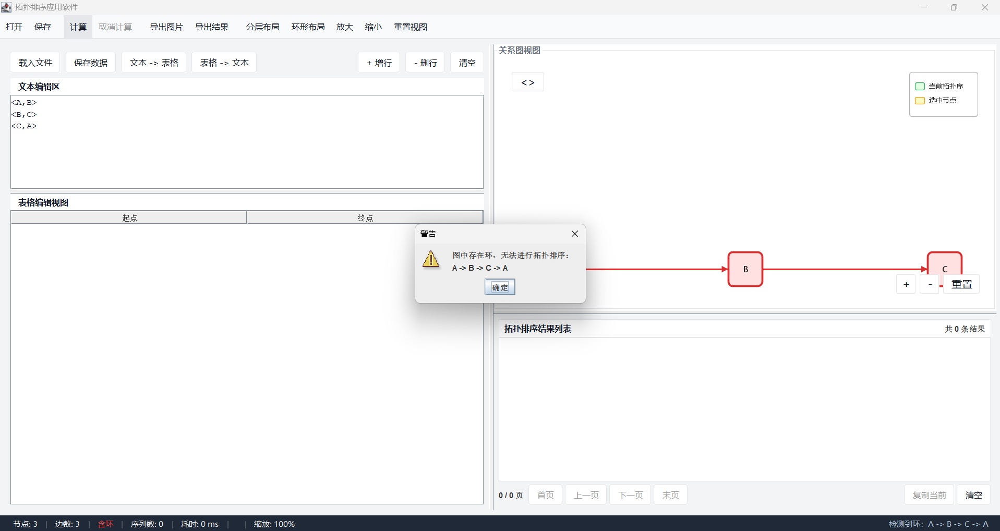 拓扑排序应用软件
打开 保存 计算 取消计算 导出图片 导出结果 分层布局 环形布局 放大 缩小 重置视图
载入文件 保存数据 文本 -> 表格 表格 -> 文本 + 增行 - 删行 清空
文本编辑区
<A,B>
<B,C>
<C,A>
表格编辑视图
起点 终点
关系图视图
<>
当前拓扑序
选中节点
警告
图中存在环，无法进行拓扑排序：
A -> B -> C -> A
确定
B
C
+ - 重置
拓扑排序结果列表 共 0 条结果
0 / 0 页 首页 上一页 下一页 末页 复制当前 清空
节点: 3 | 边数: 3 | 含环 | 序列数: 0 | 耗时: 0 ms | | 缩放: 100% 检测到环：A -> B -> C -> A